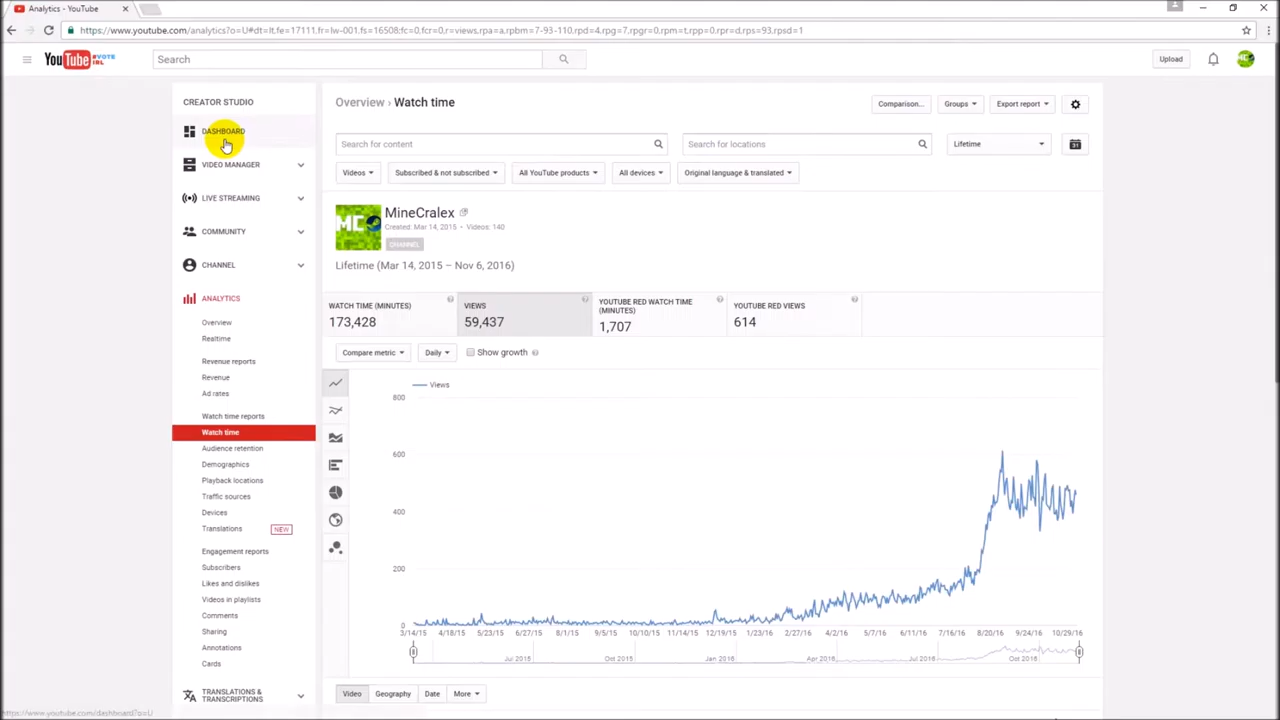 Analytics - YouTube
https://www.youtube.com/analytics?o=U#dt=lt,fe=17111,fr=lw-001,fs=16508;fc=0,fcr=0,r=views,rpa=a,rpbm=7-93-110,rpd=4,rpg=7,rpgr=0,rpm=t,rpp=0,rpr=d,rps=93,rpsd=1
YouTube
Search
Upload
CREATOR STUDIO
DASHBOARD
VIDEO MANAGER
LIVE STREAMING
COMMUNITY
CHANNEL
ANALYTICS
Overview
Realtime
Revenue reports
Revenue
Ad rates
Watch time reports
Watch time
Audience retention
Demographics
Playback locations
Traffic sources
Devices
Translations NEW
Engagement reports
Subscribers
Likes and dislikes
Videos in playlists
Comments
Sharing
Annotations
Cards
TRANSLATIONS &
TRANSCRIPTIONS
https://www.youtube.com/dashboard?o=U
Overview › Watch time
Comparison... Groups Export report
Search for content Search for locations Lifetime
Videos Subscribed & not subscribed All YouTube products All devices Original language & translated
MC
MineCralex
Created: Mar 14, 2015 • Videos: 140
CHANNEL
Lifetime (Mar 14, 2015 – Nov 6, 2016)
WATCH TIME (MINUTES)
173,428
VIEWS
59,437
YOUTUBE RED WATCH TIME
(MINUTES)
1,707
YOUTUBE RED VIEWS
614
Compare metric Daily Show growth
Views
800
600
400
200
0
3/14/15 4/18/15 5/23/15 6/27/15 8/1/15 9/5/15 10/10/15 11/14/15 12/19/15 1/23/16 2/27/16 4/2/16 5/7/16 6/11/16 7/16/16 8/20/16 9/24/16 10/29/16
Jul 2015 Oct 2015 Jan 2016 Apr 2016 Jul 2016 Oct 2016
Video Geography Date More